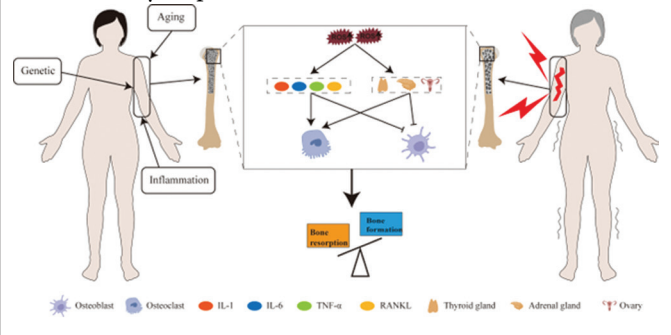 Aging
Genetic
Inflammation
Bone
resorption
Bone
formation
Osteoblast
Osteoclast
IL-1
IL-6
TNF-α
RANKL
Thyroid gland
Adrenal gland
Ovary